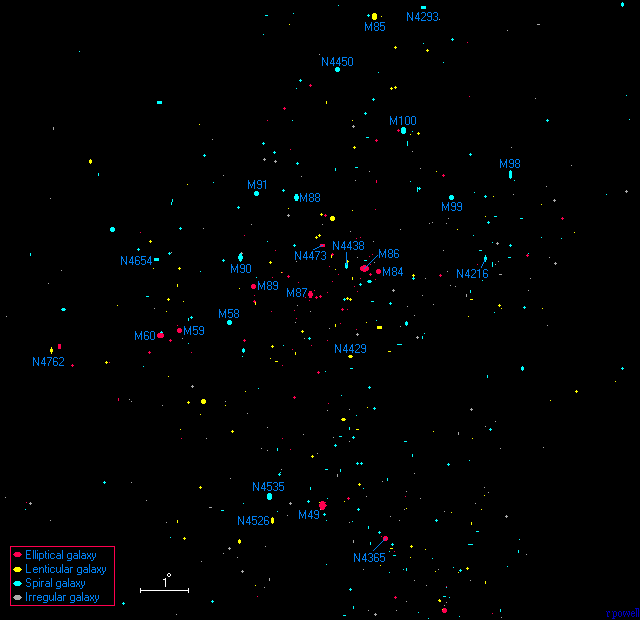 N4293
M85
N4450
M100
M98
M91
M88
M99
N4438
N4473
M86
N4654
M90
M84
N4216
M89
M87
M58
M60
M59
N4429
N4762
N4535
M49
N4526
N4365
Elliptical galaxy
Lenticular galaxy
Spiral galaxy
Irregular galaxy
1°
cpowell